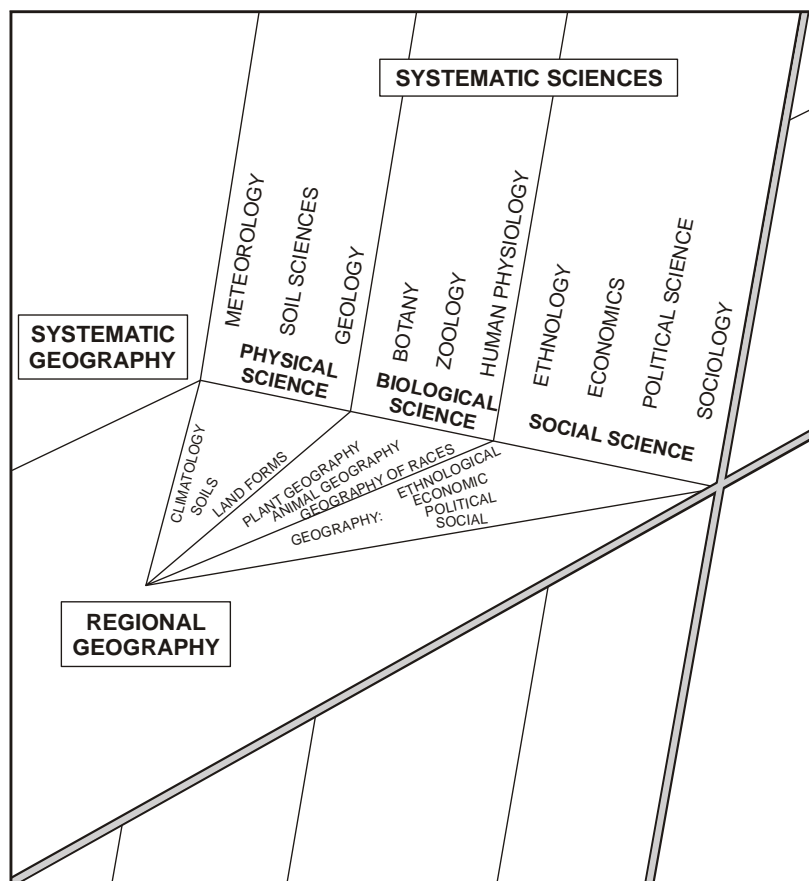 SYSTEMATIC SCIENCES
METEOROLOGY
SOIL SCIENCES
GEOLOGY
BOTANY
ZOOLOGY
HUMAN PHYSIOLOGY
ETHNOLOGY
ECONOMICS
POLITICAL SCIENCE
SOCIOLOGY
SYSTEMATIC
GEOGRAPHY
PHYSICAL
SCIENCE
BIOLOGICAL
SCIENCE
SOCIAL SCIENCE
CLIMATOLOGY
SOILS
LAND FORMS
PLANT GEOGRAPHY
ANIMAL GEOGRAPHY
GEOGRAPHY OF RACES
GEOGRAPHY:
ETHNOLOGICAL
ECONOMIC
POLITICAL
SOCIAL
REGIONAL
GEOGRAPHY